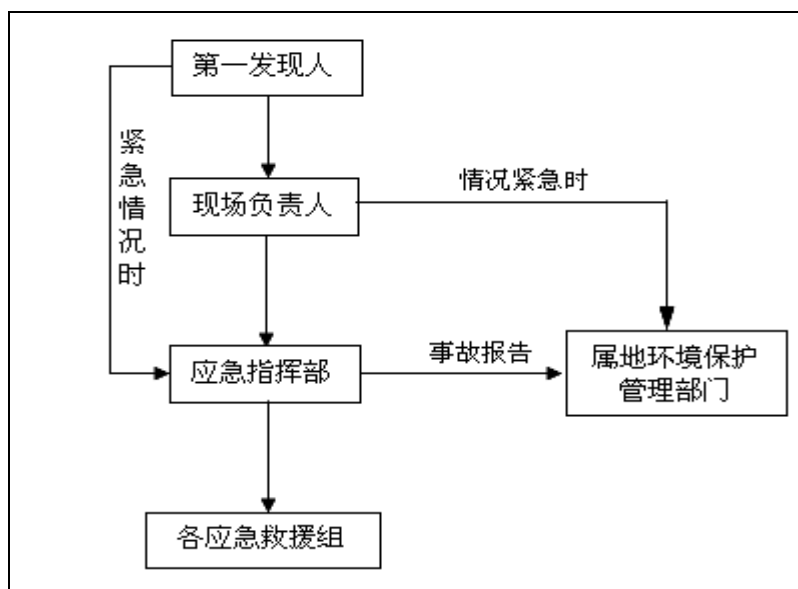 第一发现人
紧急情况时
现场负责人
情况紧急时
应急指挥部
事故报告
属地环境保护
管理部门
各应急救援组